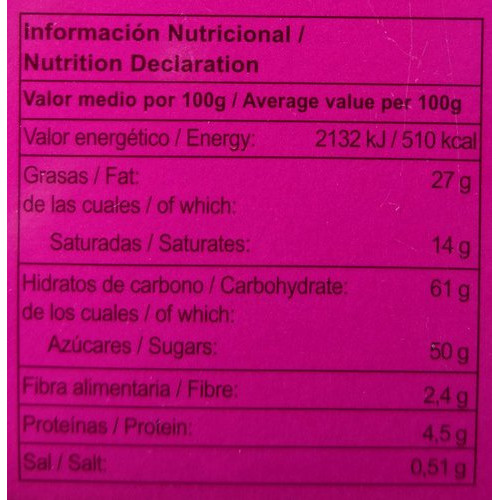 información Nutricional /
Nutrition Declaration
Valor medio por 100g / Average value per 100g
Valor energético / Energy: 2132 kJ / 510 kcal
Grasas / Fat: 27 g
de las cuales / of which:
Saturadas / Saturates: 14 g
Hidratos de carbono / Carbohydrate: 61 g
de los cuales / of which:
Azúcares / Sugars: 50 g
Fibra alimentaria / Fibre: 2,4 g
Proteínas / Protein: 4,5 g
Sal / Salt: 0,51 g